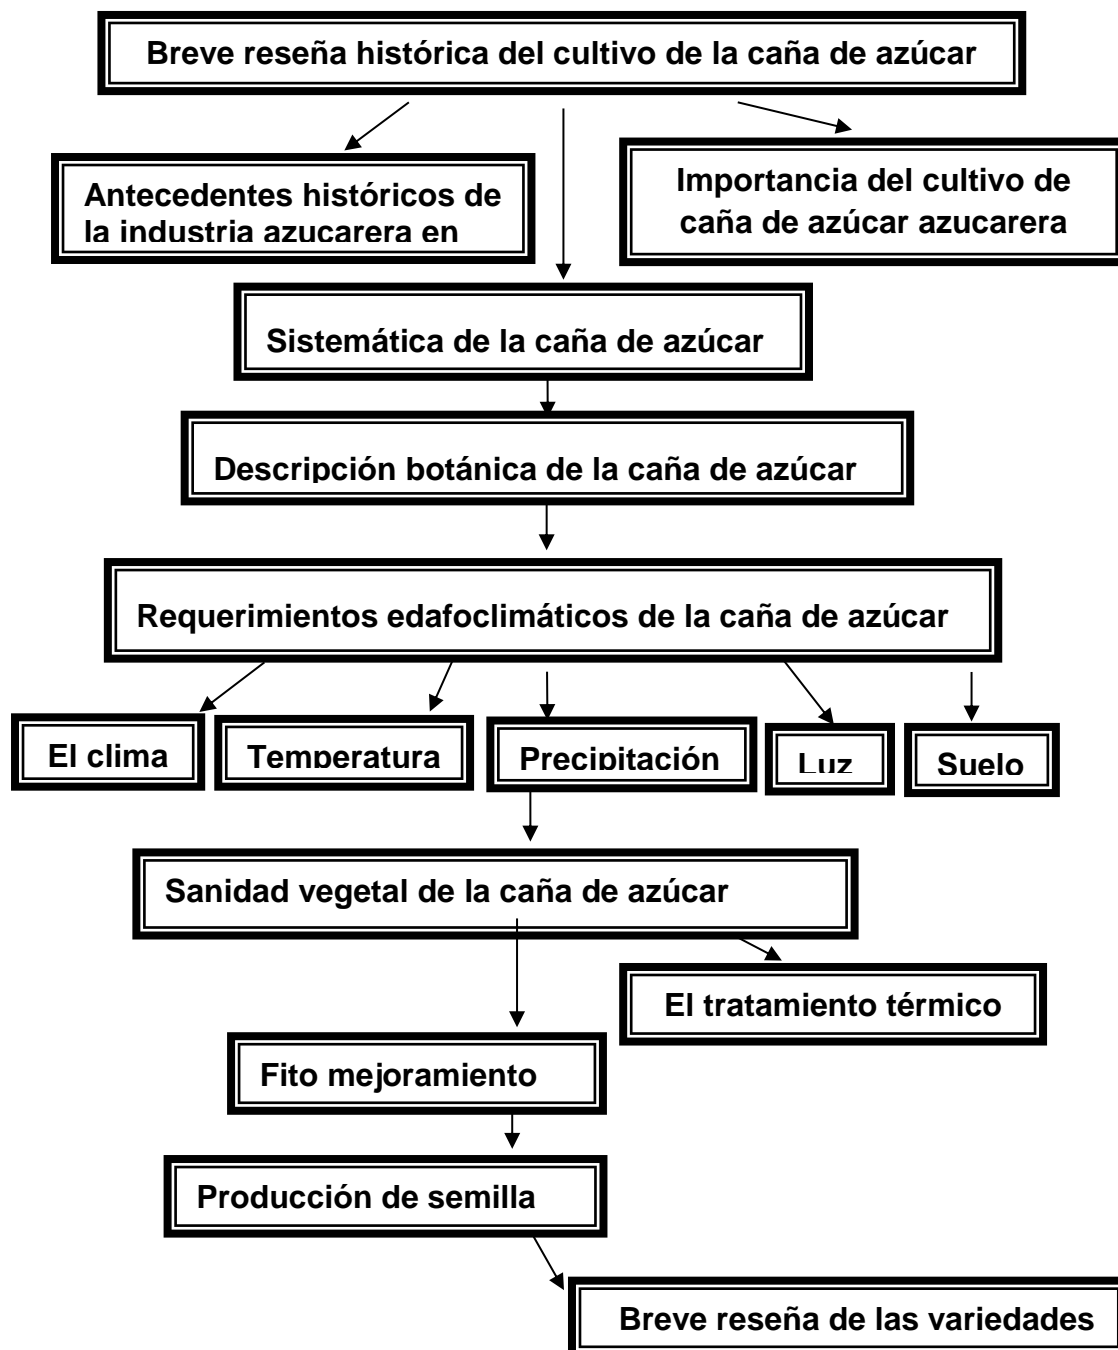 Breve reseña histórica del cultivo de la caña de azúcar
Antecedentes históricos de
la industria azucarera en
Importancia del cultivo de
caña de azúcar azucarera
Sistemática de la caña de azúcar
Descripción botánica de la caña de azúcar
Requerimientos edafoclimáticos de la caña de azúcar
El clima
Temperatura
Precipitación
Luz
Suelo
Sanidad vegetal de la caña de azúcar
El tratamiento térmico
Fito mejoramiento
Producción de semilla
Breve reseña de las variedades